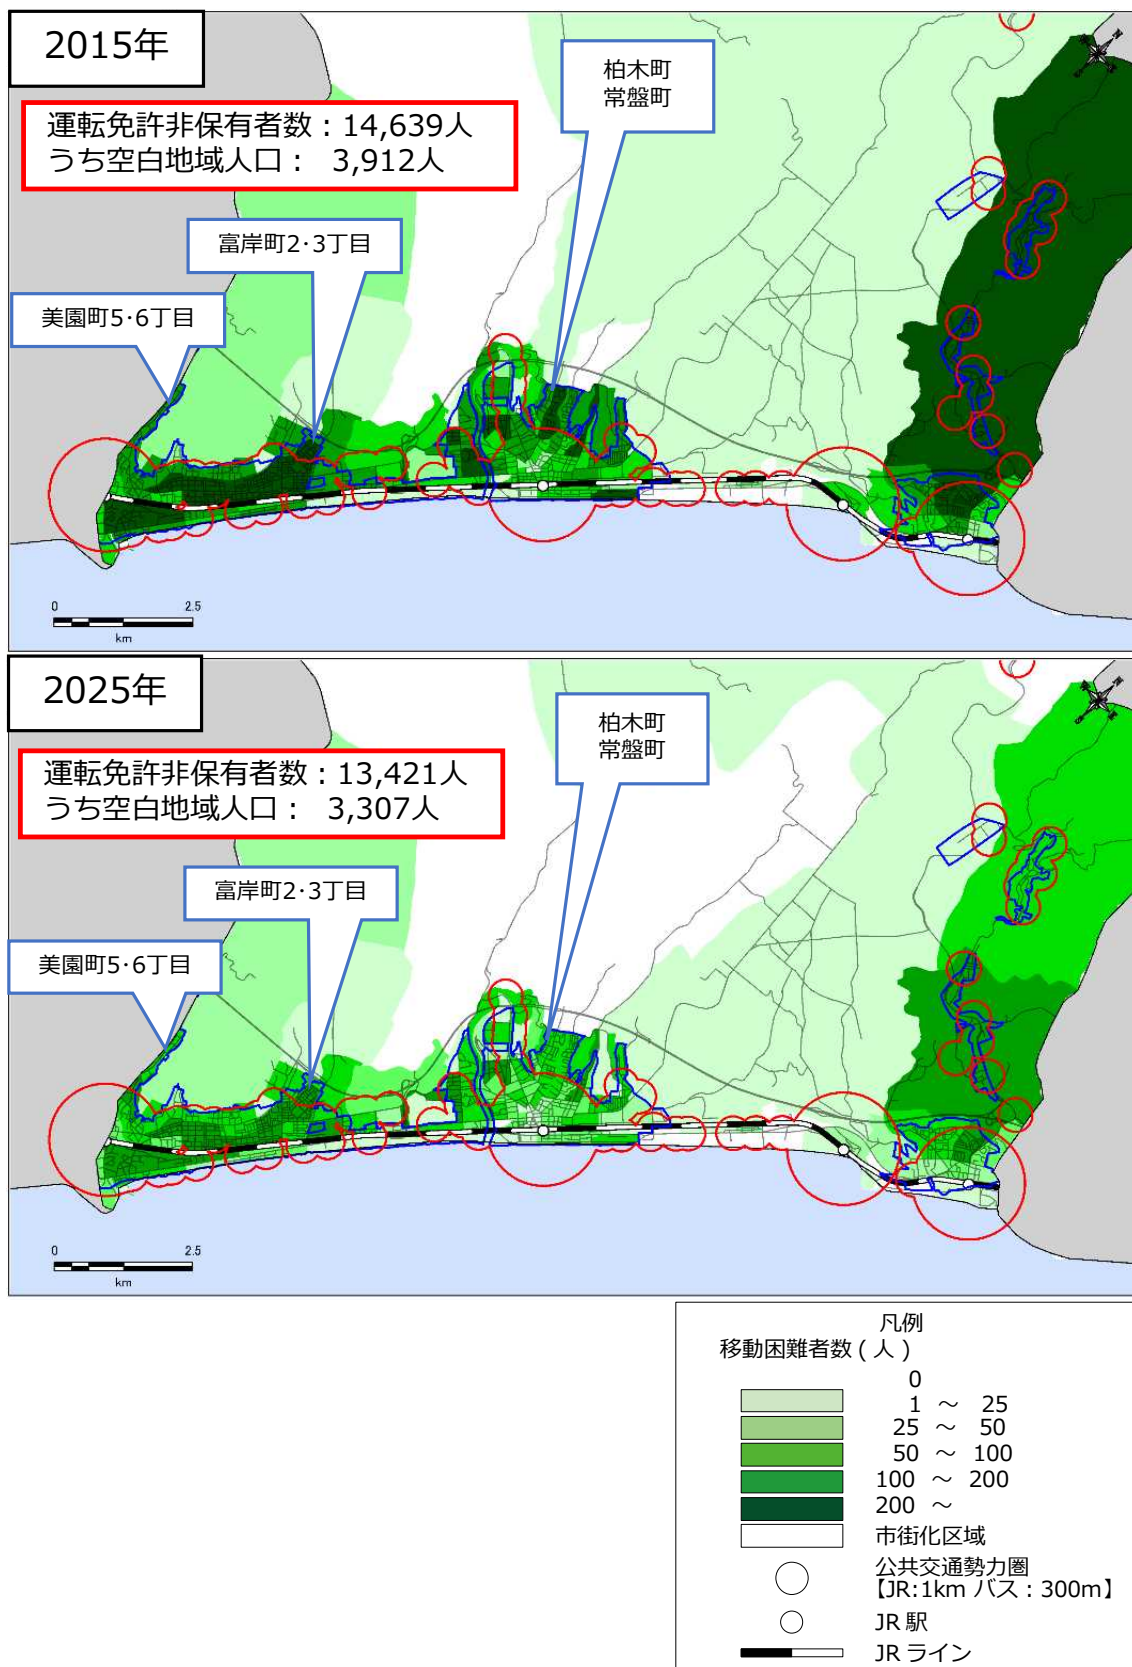 2015年
運転免許非保有者数：14,639人
うち空白地域人口： 3,912人
柏木町
常盤町
富岸町2･3丁目
美園町5･6丁目
0 2.5
km
2025年
運転免許非保有者数：13,421人
うち空白地域人口： 3,307人
柏木町
常盤町
富岸町2･3丁目
美園町5･6丁目
0 2.5
km
凡例
移動困難者数 ( 人 )
0
1 ～ 25
25 ～ 50
50 ～ 100
100 ～ 200
200 ～
市街化区域
公共交通勢力圏
【JR:1km バス：300m】
JR 駅
JR ライン